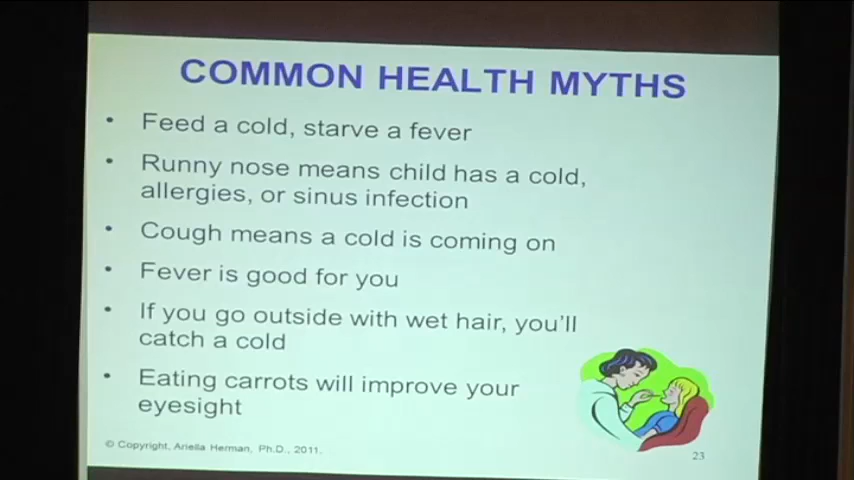 COMMON HEALTH MYTHS
• Feed a cold, starve a fever
• Runny nose means child has a cold,
allergies, or sinus infection
• Cough means a cold is coming on
• Fever is good for you
• If you go outside with wet hair, you'll
catch a cold
• Eating carrots will improve your
eyesight
© Copyright, Ariella Herman, Ph.D., 2011.
23